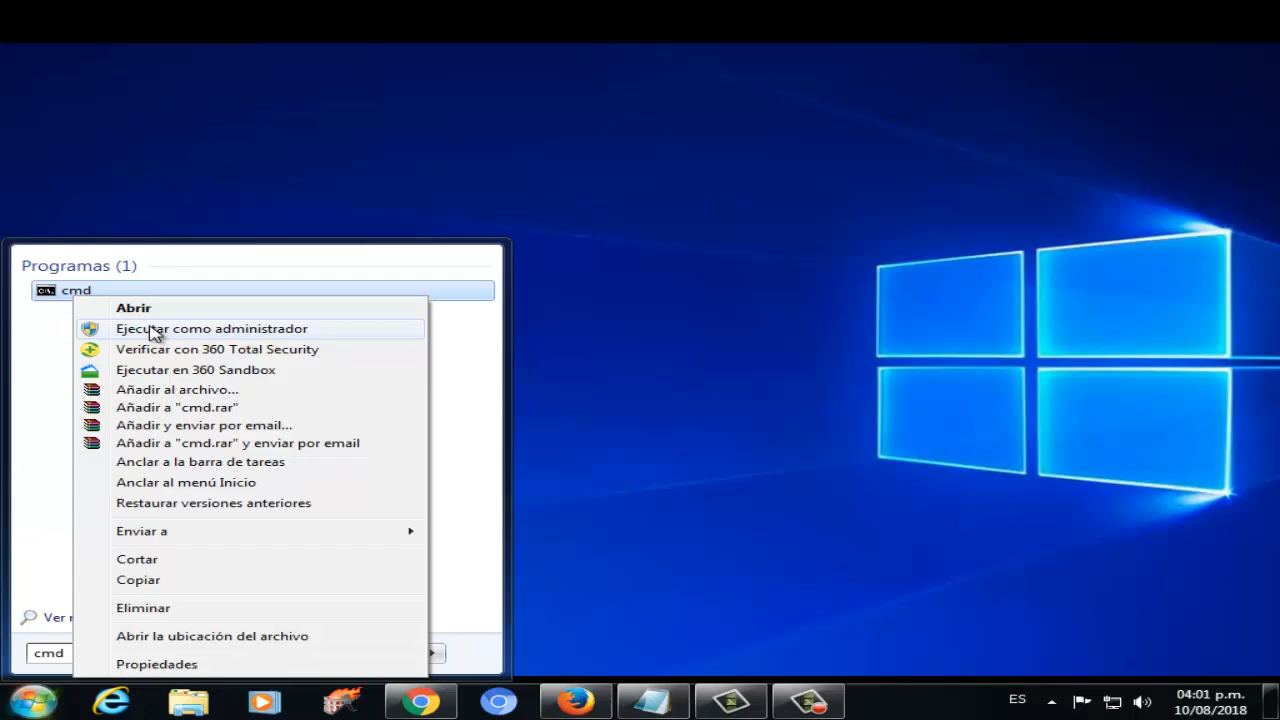 Programas (1)
cmd
Abrir
Ejecutar como administrador
Verificar con 360 Total Security
Ejecutar en 360 Sandbox
Añadir al archivo...
Añadir a "cmd.rar"
Añadir y enviar por email...
Añadir a "cmd.rar" y enviar por email
Anclar a la barra de tareas
Anclar al menú Inicio
Restaurar versiones anteriores
Enviar a
Cortar
Copiar
Eliminar
Ver
Abrir la ubicación del archivo
cmd
Propiedades
ES
04:01 p.m.
10/08/2018